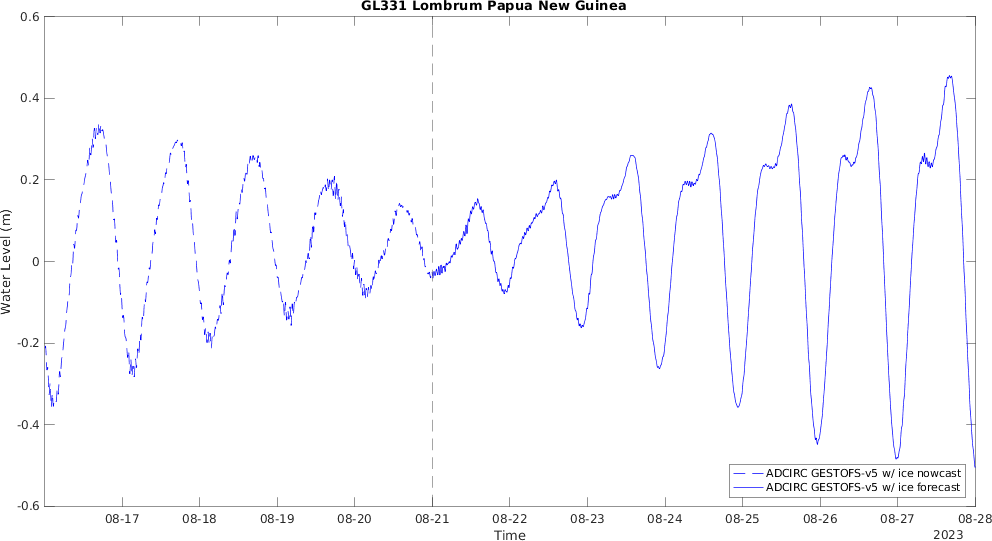 GL331 Lombrum Papua New Guinea
Water Level (m)
0.6
0.4
0.2
0
-0.2
-0.4
-0.6
ADCIRC GESTOFS-v5 w/ ice nowcast
ADCIRC GESTOFS-v5 w/ ice forecast
08-17 08-18 08-19 08-20 08-21 08-22 08-23 08-24 08-25 08-26 08-27 08-28
Time
2023